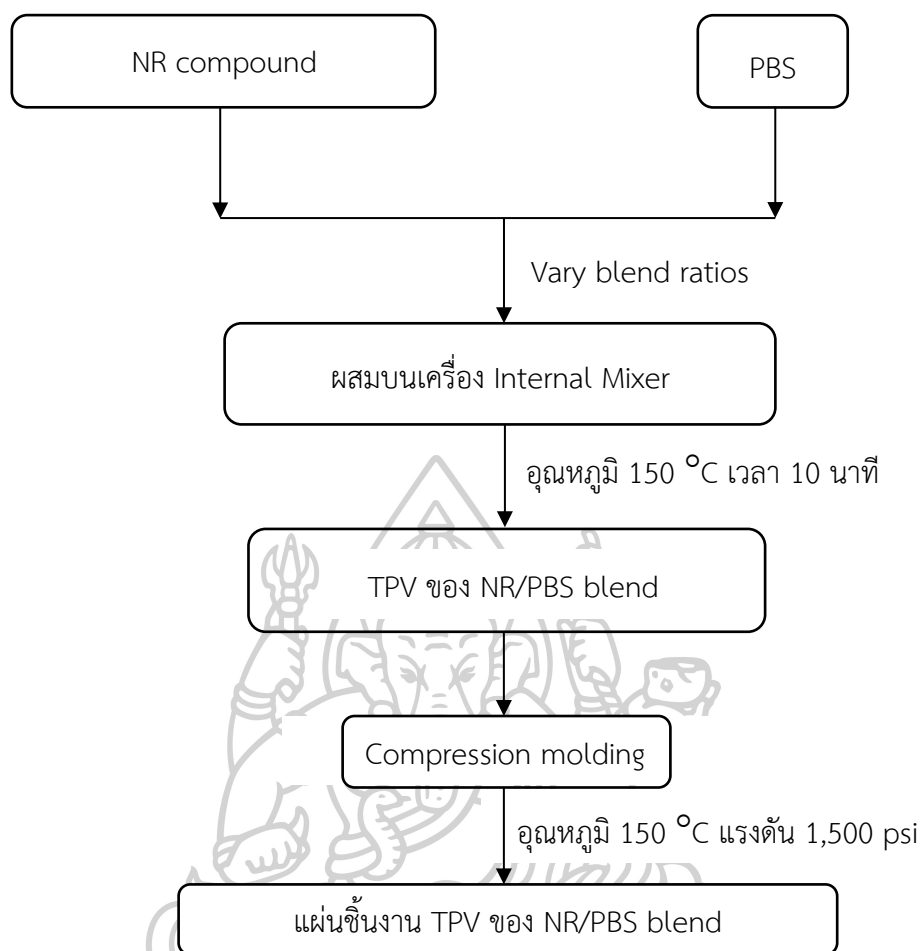 NR compound
PBS
Vary blend ratios
ผสมบนเครื่อง Internal Mixer
อุณหภูมิ 150 °C เวลา 10 นาที
TPV ของ NR/PBS blend
Compression molding
อุณหภูมิ 150 °C แรงดัน 1,500 psi
แผ่นชิ้นงาน TPV ของ NR/PBS blend